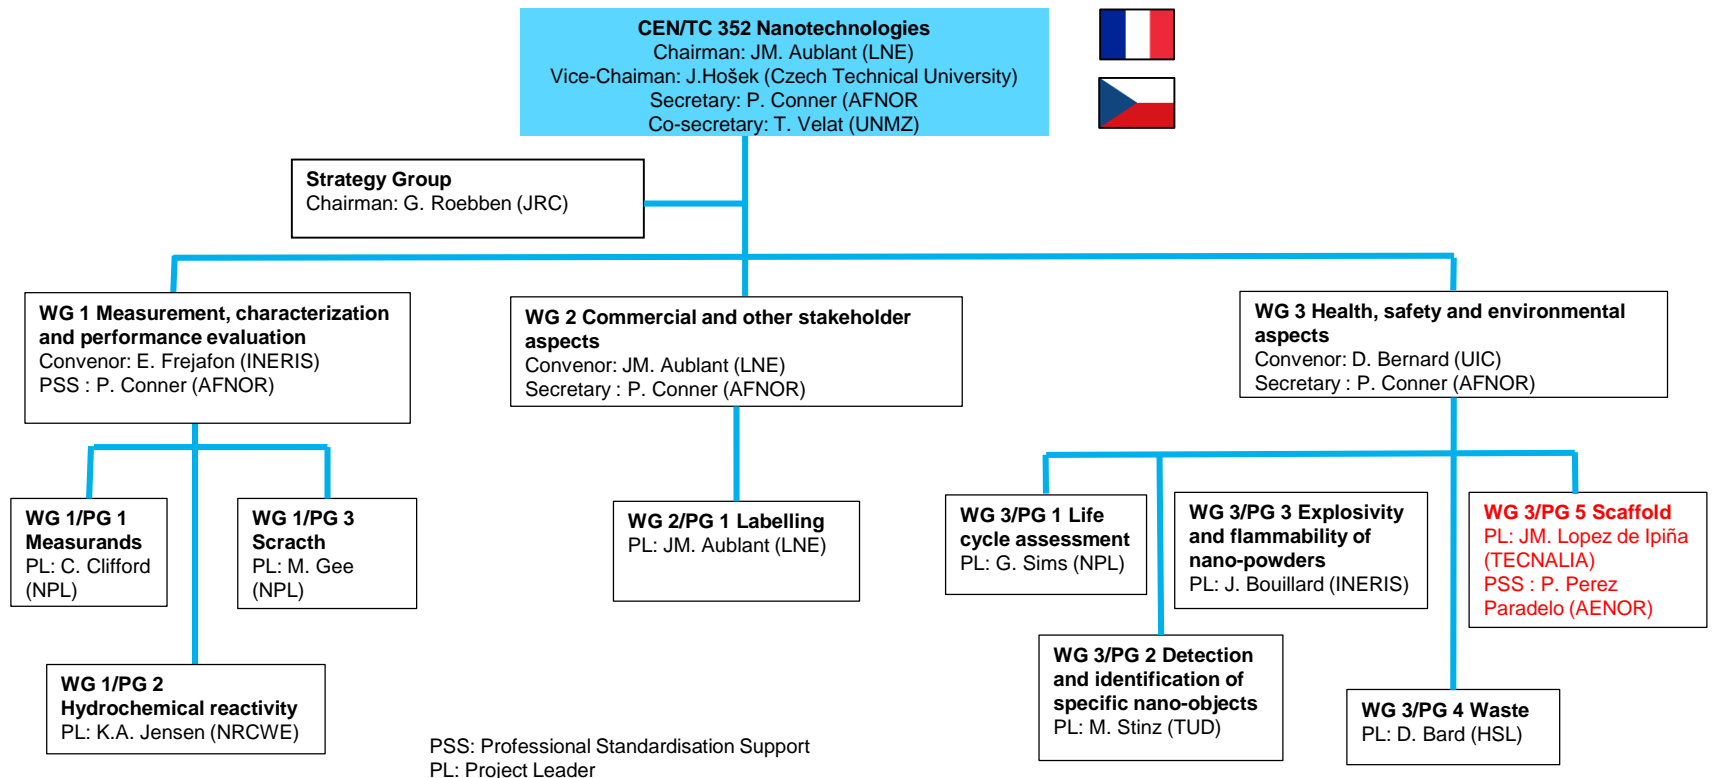 CEN/TC 352 Nanotechnologies
Chairman: JM. Aublant (LNE)
Vice-Chaiman: J.Hošek (Czech Technical University)
Secretary: P. Conner (AFNOR
Co-secretary: T. Velat (UNMZ)
Strategy Group
Chairman: G. Roebben (JRC)
WG 1 Measurement, characterization
and performance evaluation
Convenor: E. Frejafon (INERIS)
PSS : P. Conner (AFNOR)
WG 2 Commercial and other stakeholder
aspects
Convenor: JM. Aublant (LNE)
Secretary : P. Conner (AFNOR)
WG 3 Health, safety and environmental
aspects
Convenor: D. Bernard (UIC)
Secretary : P. Conner (AFNOR)
WG 1/PG 1
Measurands
PL: C. Clifford
(NPL)
WG 1/PG 3
Scracth
PL: M. Gee
(NPL)
WG 2/PG 1 Labelling
PL: JM. Aublant (LNE)
WG 3/PG 1 Life
cycle assessment
PL: G. Sims (NPL)
WG 3/PG 3 Explosivity
and flammability of
nano-powders
PL: J. Bouillard (INERIS)
WG 3/PG 5 Scaffold
PL: JM. Lopez de Ipiña
(TECNALIA)
PSS : P. Perez
Paradelo (AENOR)
WG 1/PG 2
Hydrochemical reactivity
PL: K.A. Jensen (NRCWE)
WG 3/PG 2 Detection
and identification of
specific nano-objects
PL: M. Stinz (TUD)
WG 3/PG 4 Waste
PL: D. Bard (HSL)
PSS: Professional Standardisation Support
PL: Project Leader